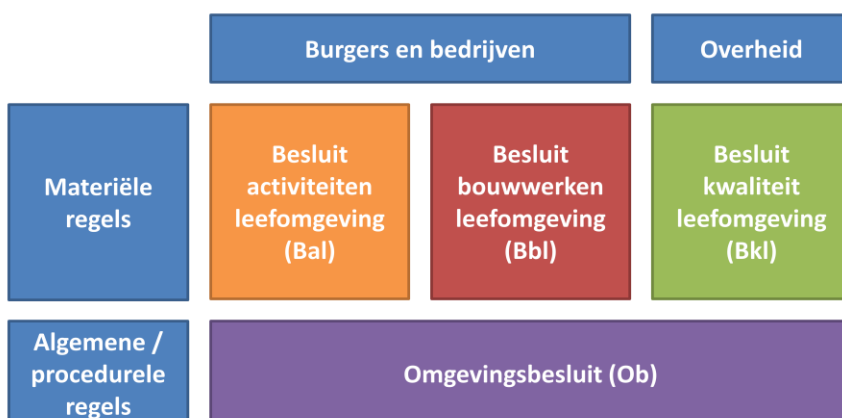 Burgers en bedrijven
Overheid
Materiële
regels
Besluit
activiteiten
leefomgeving
(Bal)
Besluit
bouwwerken
leefomgeving
(Bbl)
Besluit
kwaliteit
leefomgeving
(Bkl)
Algemene /
procedurele
regels
Omgevingsbesluit (Ob)